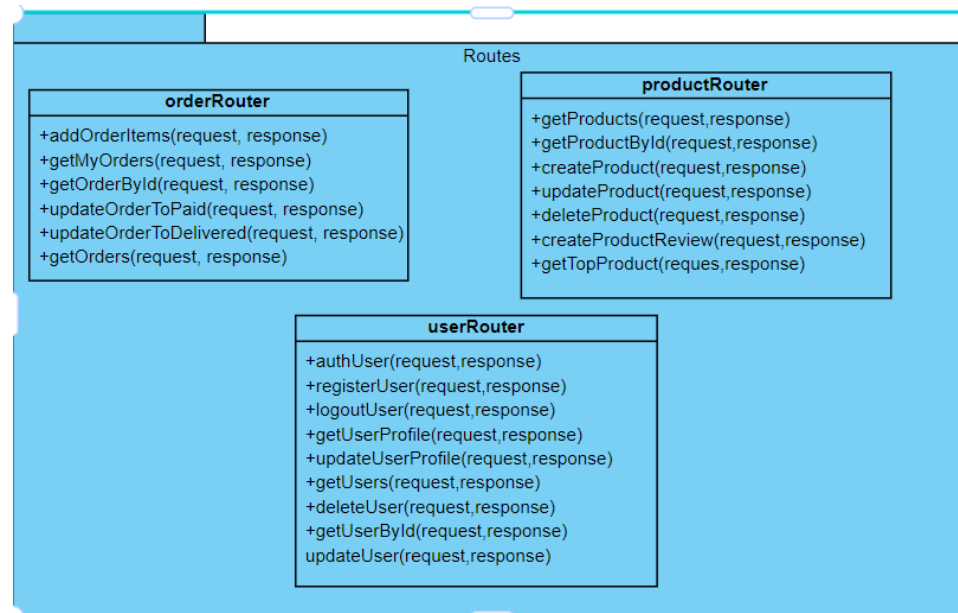 Routes
orderRouter
+addOrderItems(request, response)
+getMyOrders(request, response)
+getOrderById(request, response)
+updateOrderToPaid(request, response)
+updateOrderToDelivered(request, response)
+getOrders(request, response)
productRouter
+getProducts(request,response)
+getProductById(request,response)
+createProduct(request,response)
+updateProduct(request,response)
+deleteProduct(request,response)
+createProductReview(request,response)
+getTopProduct(reques,response)
userRouter
+authUser(request,response)
+registerUser(request,response)
+logoutUser(request,response)
+getUserProfile(request,response)
+updateUserProfile(request,response)
+getUsers(request,response)
+deleteUser(request,response)
+getUserById(request,response)
updateUser(request,response)